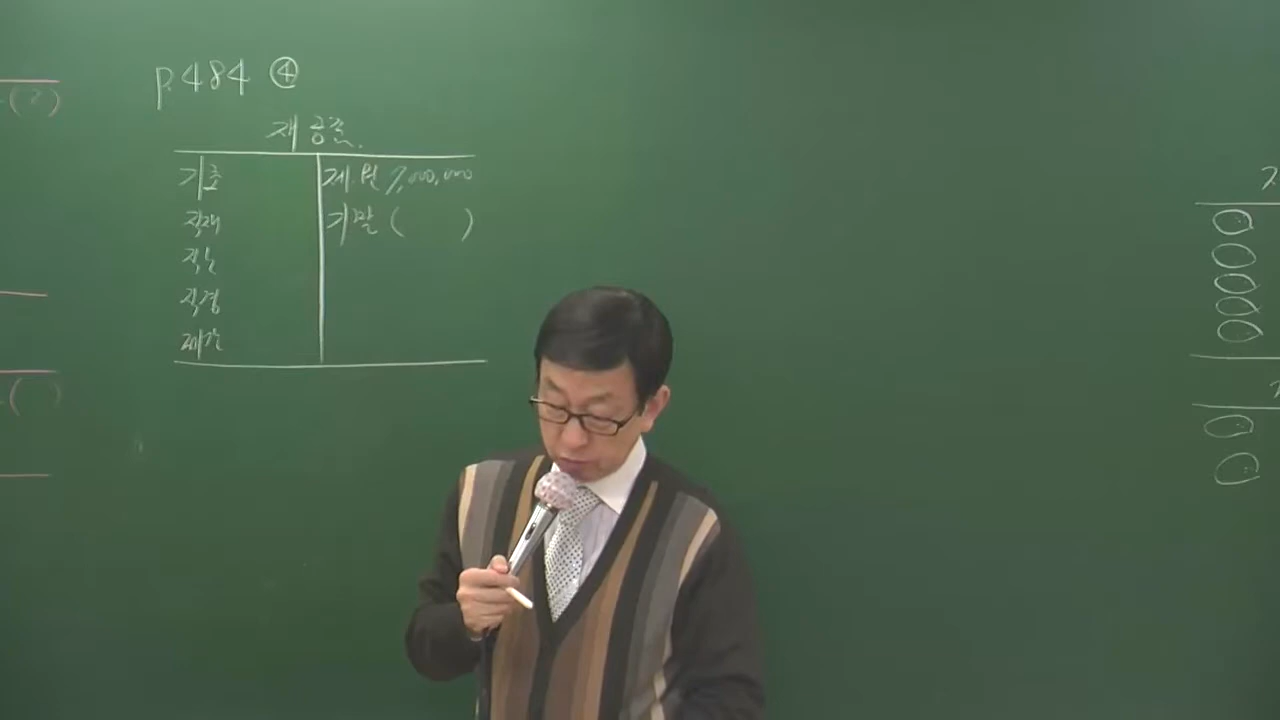 P.484 ④
재공품
기초
직재
직노
직경
제간
제.원 7,000,000
기말 ( )